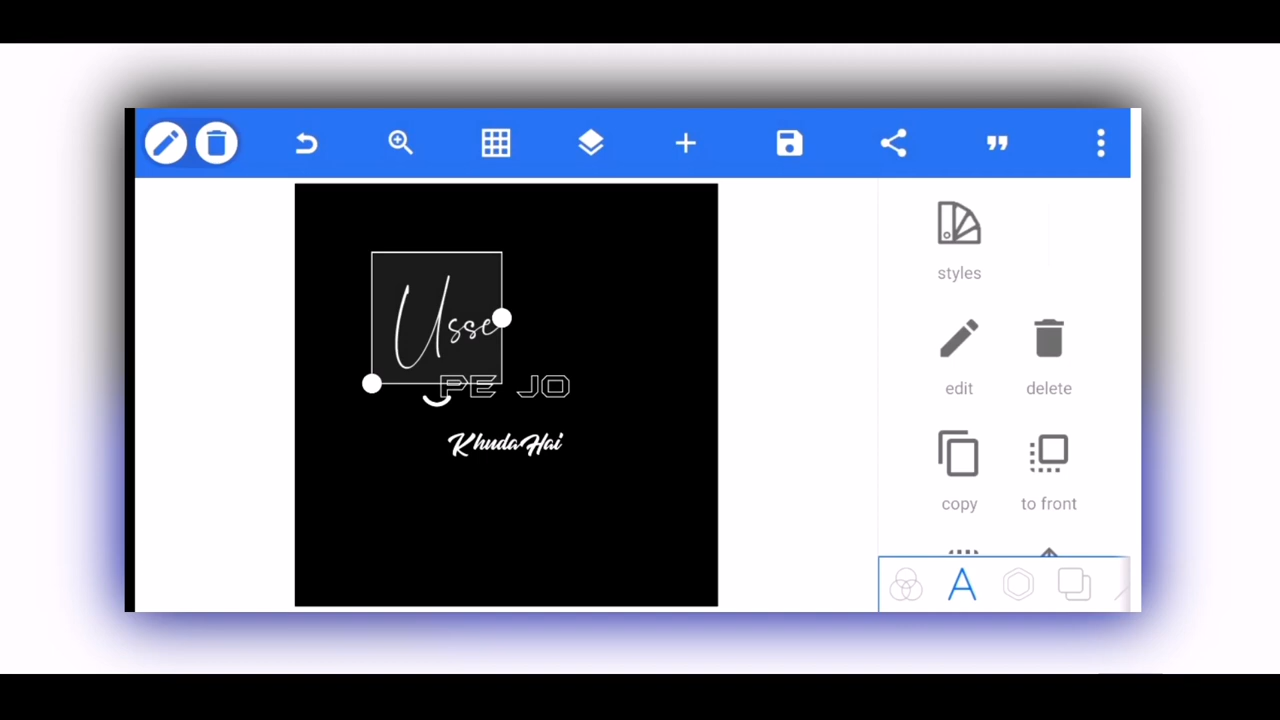 styles
Usse
edit delete
PE JO
KhudaHai
copy to front